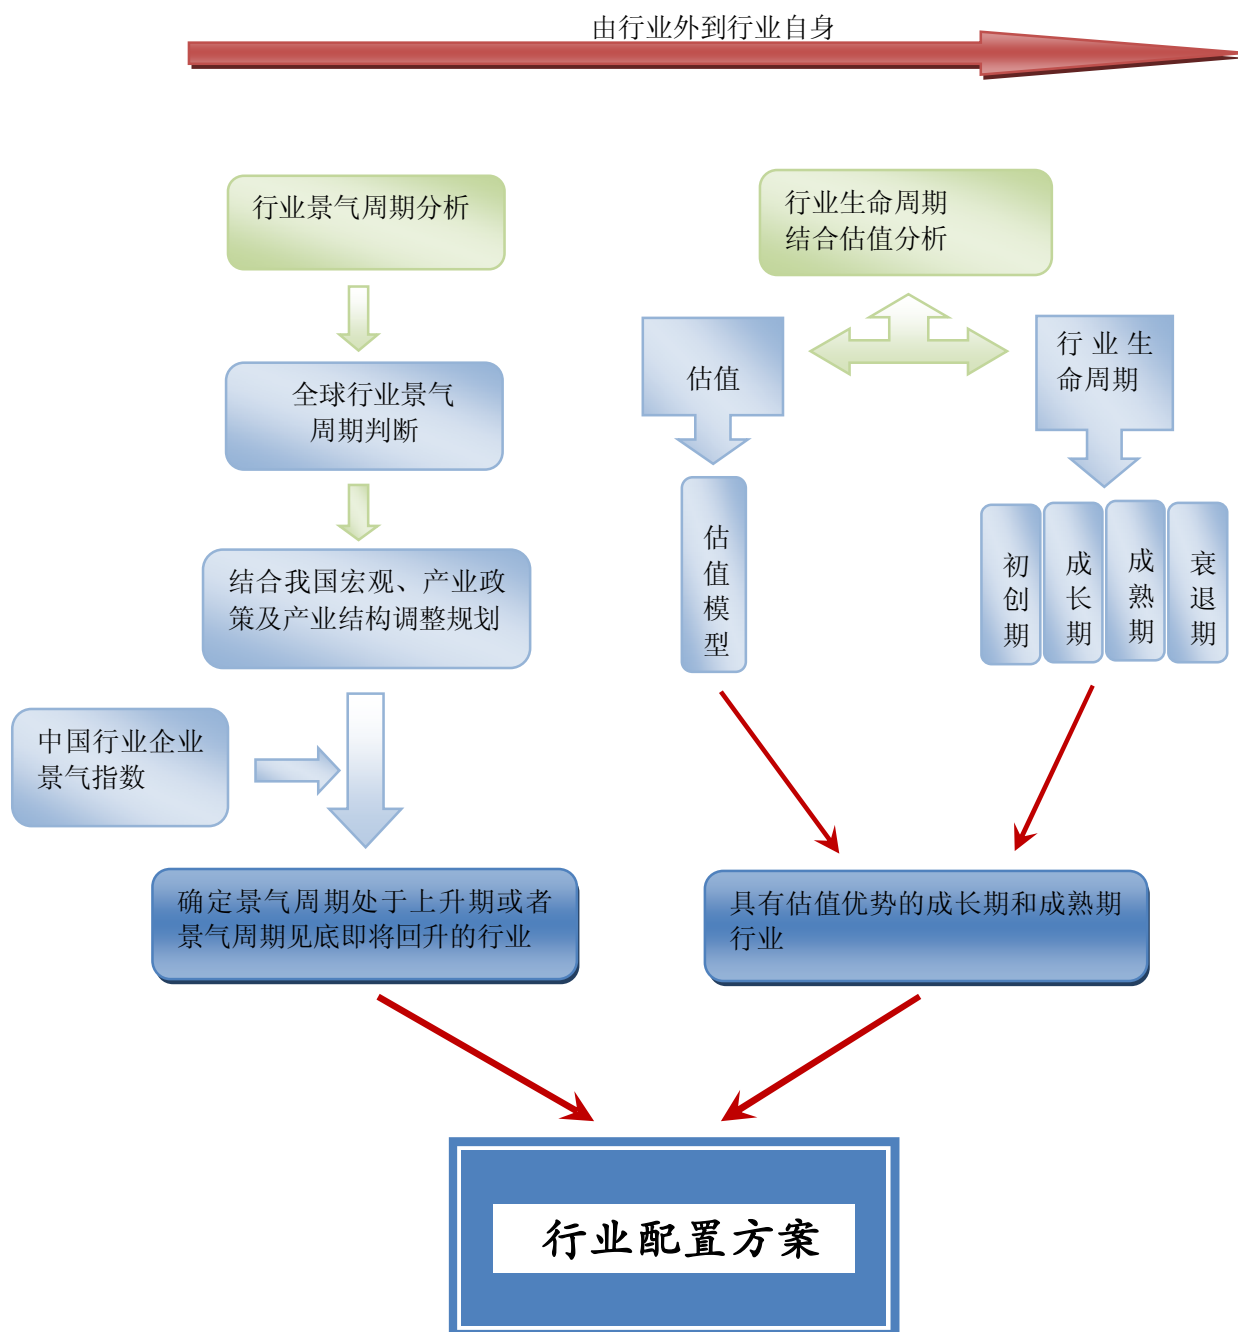 由行业外到行业自身
行业景气周期分析
全球行业景气
周期判断
结合我国宏观、产业政
策及产业结构调整规划
中国行业企业
景气指数
确定景气周期处于上升期或者
景气周期见底即将回升的行业
行业生命周期
结合估值分析
估值
行业生
命周期
估值模型
初创期
成长期
成熟期
衰退期
具有估值优势的成长期和成熟期
行业
行业配置方案